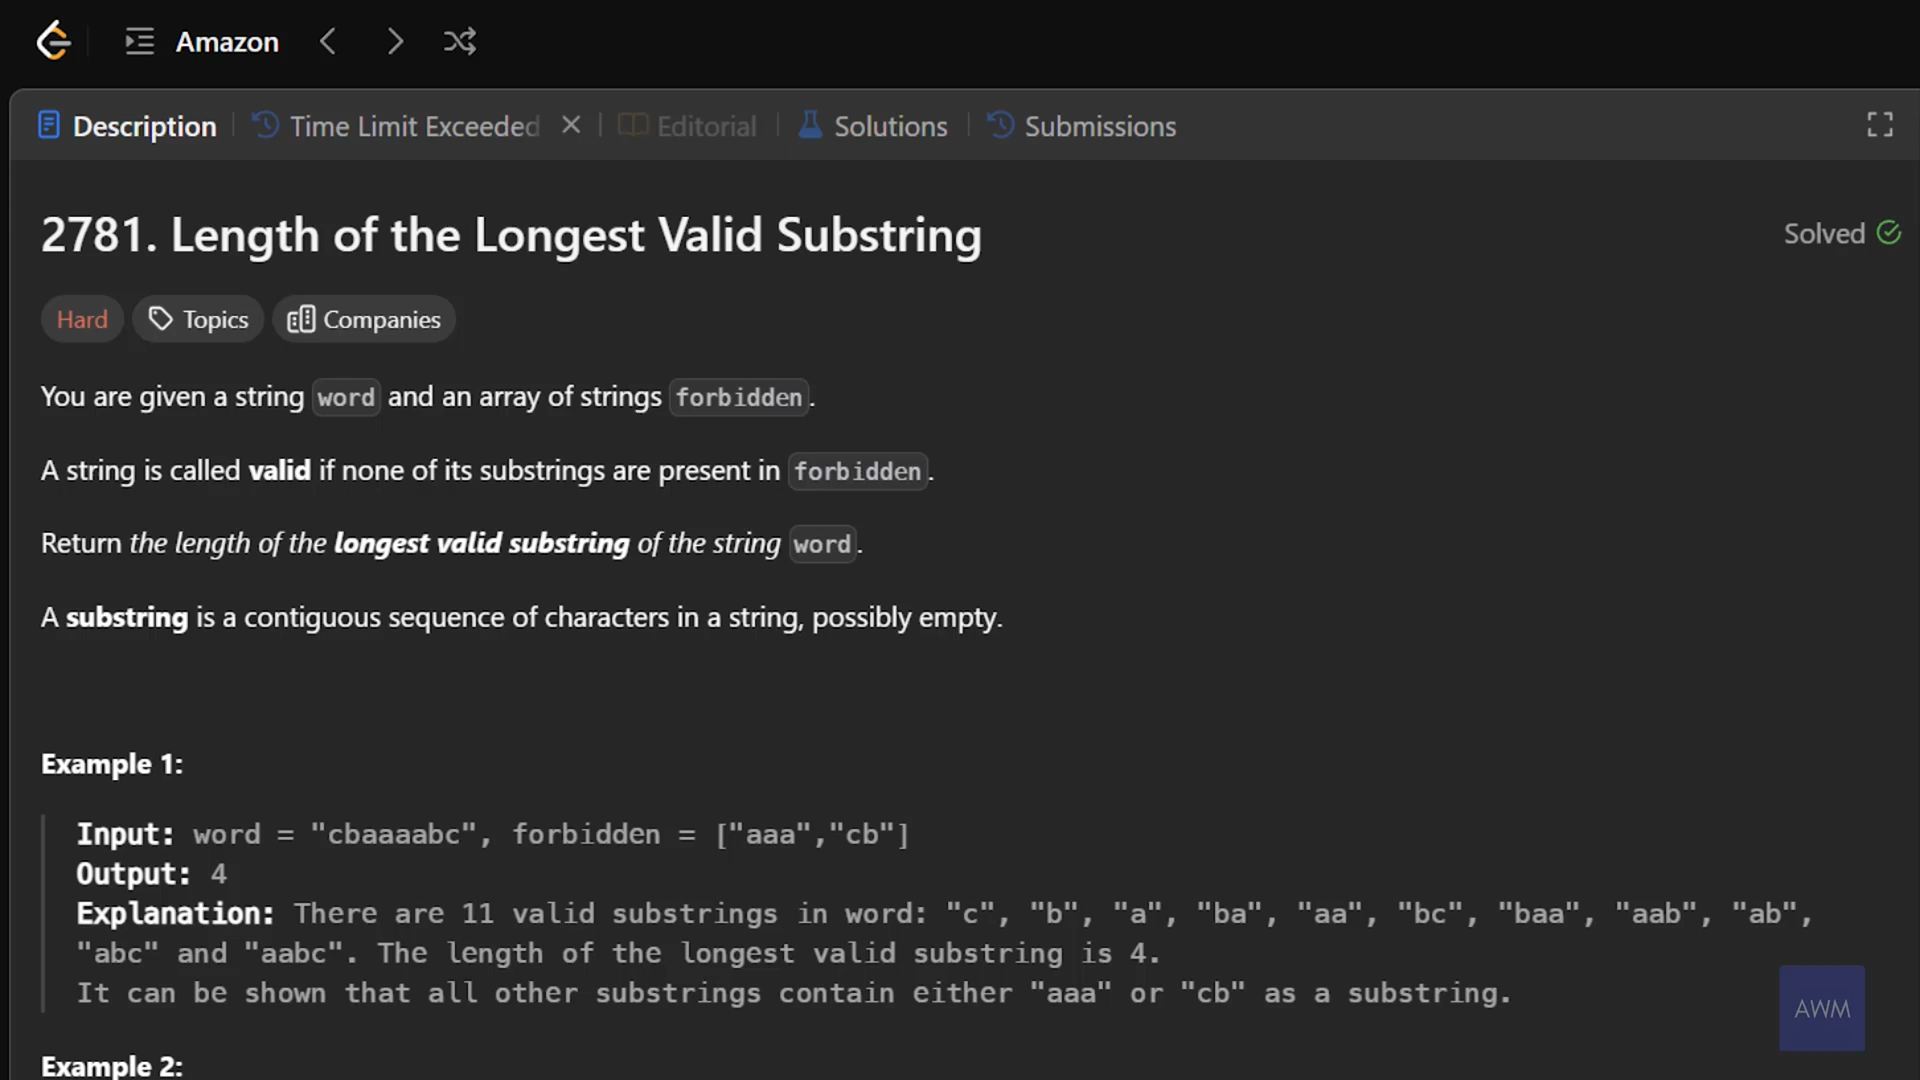 Amazon
Description Time Limit Exceeded Editorial Solutions Submissions
2781. Length of the Longest Valid Substring
Solved
Hard Topics Companies
You are given a string word and an array of strings forbidden.
A string is called valid if none of its substrings are present in forbidden.
Return the length of the longest valid substring of the string word.
A substring is a contiguous sequence of characters in a string, possibly empty.
Example 1:
Input: word = "cbaaaabc", forbidden = ["aaa","cb"]
Output: 4
Explanation: There are 11 valid substrings in word: "c", "b", "a", "ba", "aa", "bc", "baa", "aab", "ab",
"abc" and "aabc". The length of the longest valid substring is 4.
It can be shown that all other substrings contain either "aaa" or "cb" as a substring.
AWM
Example 2: